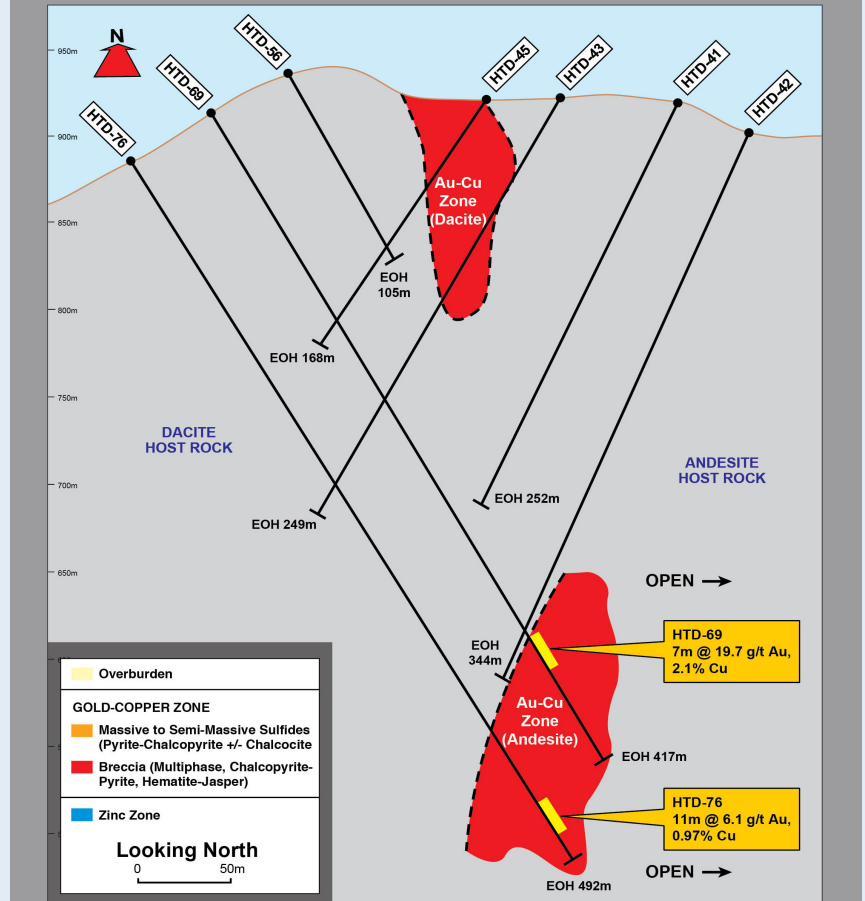 N
HTD-76
HTD-69
HTD-56
HTD-45
HTD-43
HTD-41
HTD-42
950m
900m
850m
800m
750m
700m
650m
Au-Cu
Zone
(Dacite)
EOH
105m
EOH 168m
EOH 249m
EOH 252m
DACITE
HOST ROCK
ANDESITE
HOST ROCK
OPEN
HTD-69
7m @ 19.7 g/t Au,
2.1% Cu
EOH
344m
Au-Cu
Zone
(Andesite)
EOH 417m
HTD-76
11m @ 6.1 g/t Au,
0.97% Cu
OPEN
EOH 492m
Overburden
GOLD-COPPER ZONE
Massive to Semi-Massive Sulfides
(Pyrite-Chalcopyrite +/- Chalcocite
Breccia (Multiphase, Chalcopyrite-
Pyrite, Hematite-Jasper)
Zinc Zone
Looking North
0 50m